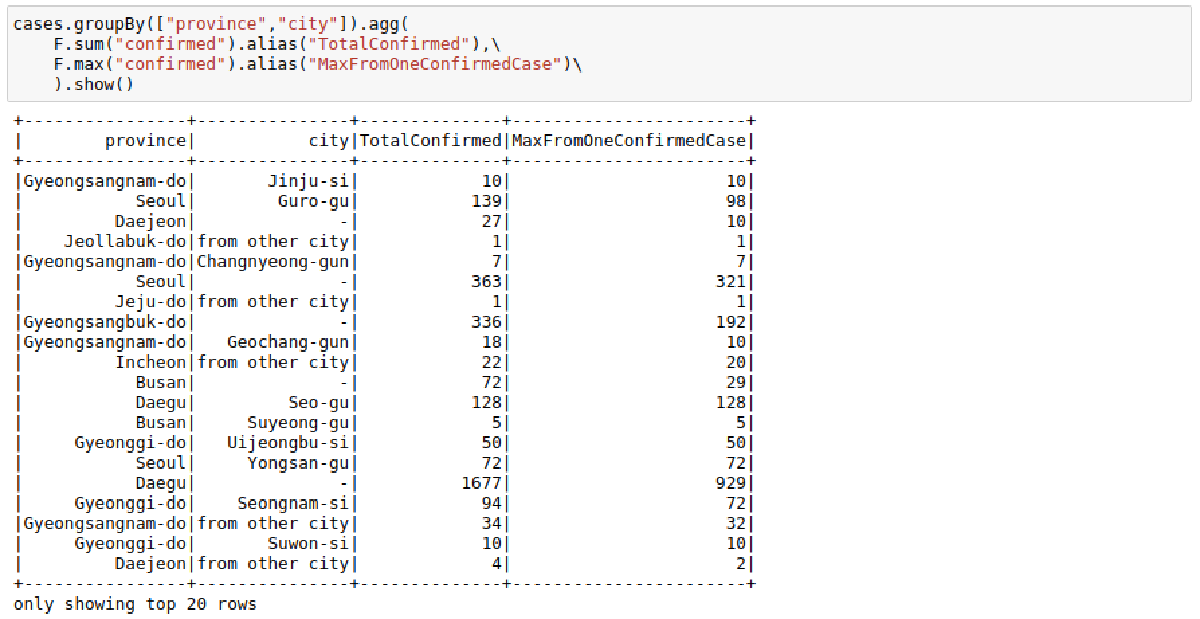 cases.groupBy(["province","city"]).agg(
    F.sum("confirmed").alias("TotalConfirmed"),\
    F.max("confirmed").alias("MaxFromOneConfirmedCase")\
    ).show()
+----------------+---------------+--------------+-----------------------+
|        province|           city|TotalConfirmed|MaxFromOneConfirmedCase|
+----------------+---------------+--------------+-----------------------+
|Gyeongsangnam-do|       Jinju-si|            10|                     10|
|           Seoul|        Guro-gu|           139|                     98|
|         Daejeon|              -|            27|                     10|
|    Jeollabuk-do|from other city|             1|                      1|
|Gyeongsangnam-do|Changnyeong-gun|             7|                      7|
|           Seoul|              -|           363|                    321|
|         Jeju-do|from other city|             1|                      1|
|Gyeongsangbuk-do|              -|           336|                    192|
|Gyeongsangnam-do|   Geochang-gun|            18|                     10|
|         Incheon|from other city|            22|                     20|
|           Busan|              -|            72|                     29|
|           Daegu|         Seo-gu|           128|                    128|
|           Busan|     Suyeong-gu|             5|                      5|
|     Gyeonggi-do|   Uijeongbu-si|            50|                     50|
|           Seoul|     Yongsan-gu|            72|                     72|
|           Daegu|              -|          1677|                    929|
|     Gyeonggi-do|    Seongnam-si|            94|                     72|
|Gyeongsangnam-do|from other city|            34|                     32|
|     Gyeonggi-do|       Suwon-si|            10|                     10|
|         Daejeon|from other city|             4|                      2|
+----------------+---------------+--------------+-----------------------+
only showing top 20 rows